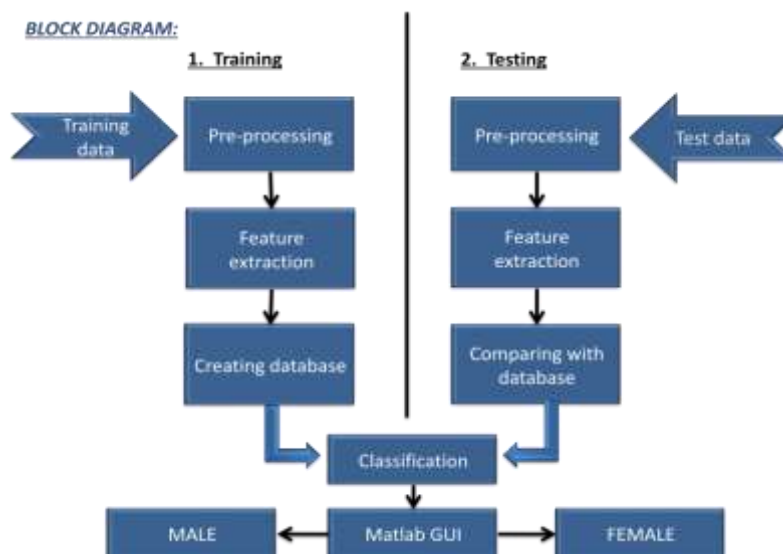 BLOCK DIAGRAM:
1. Training
2. Testing
Training
data
Pre-processing
Pre-processing
Test data
Feature
extraction
Feature
extraction
Creating database
Comparing with
database
Classification
MALE
Matlab GUI
FEMALE